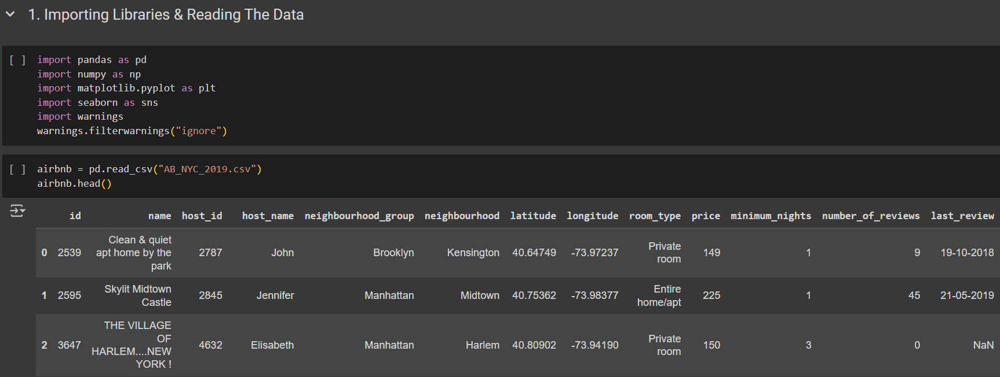 1. Importing Libraries & Reading The Data
[ ] import pandas as pd
import numpy as np
import matplotlib.pyplot as plt
import seaborn as sns
import warnings
warnings.filterwarnings("ignore")
[ ] airbnb = pd.read_csv("AB_NYC_2019.csv")
airbnb.head()
id name host_id host_name neighbourhood_group neighbourhood latitude longitude room_type price minimum_nights number_of_reviews last_review
Clean & quiet
apt home by the
park
0 2539 2787 John Brooklyn Kensington 40.64749 -73.97237 Private room 149 1 9 19-10-2018
Skylit Midtown
Castle
1 2595 2845 Jennifer Manhattan Midtown 40.75362 -73.98377 Entire home/apt 225 1 45 21-05-2019
THE VILLAGE
OF
HARLEM....NEW
YORK !
2 3647 4632 Elisabeth Manhattan Harlem 40.80902 -73.94190 Private room 150 3 0 NaN